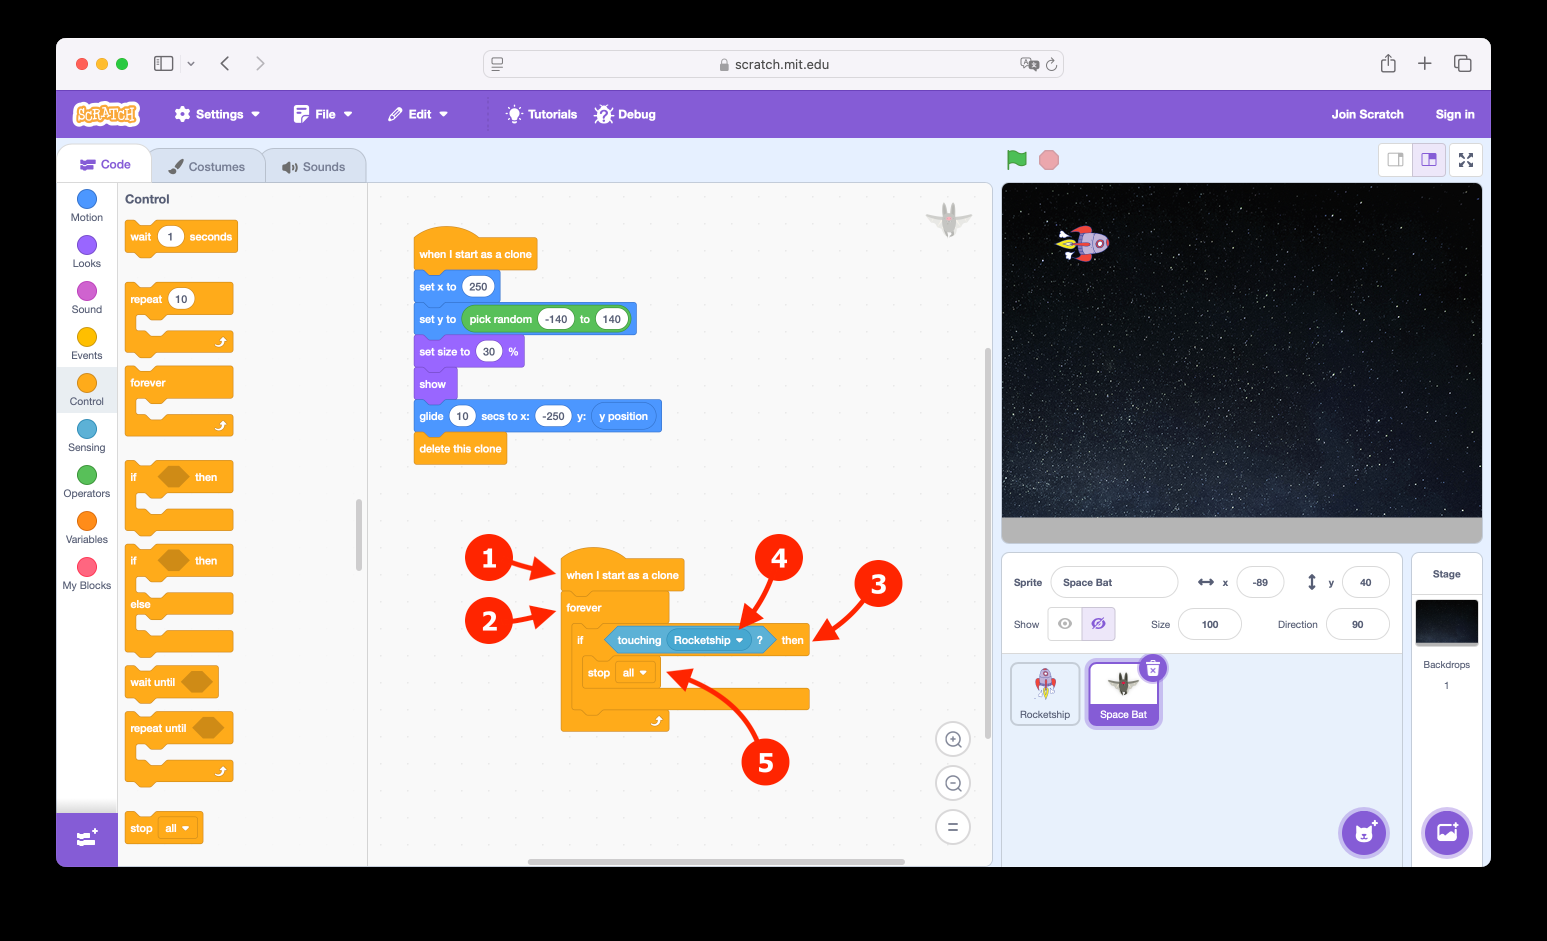 scratch.mit.edu
SCRATCH Settings File Edit Tutorials Debug Join Scratch Sign in
Code Costumes Sounds
Motion
Looks
Sound
Events
Control
Sensing
Operators
Variables
My Blocks
Control
wait 1 seconds
repeat 10
forever
if then
if then
else
wait until
repeat until
stop all
when I start as a clone
set x to 250
set y to pick random -140 to 140
set size to 30 %
show
glide 10 secs to x: -250 y: y position
delete this clone
1
2
3
4
5
when I start as a clone
forever
if touching Rocketship ? then
stop all
Sprite Space Bat x -89 y 40
Show Size 100 Direction 90
Rocketship
Space Bat
Stage
Backdrops
1